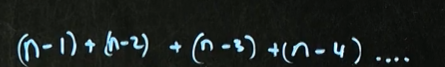 (n-1) + (n-2) + (n-3) + (n-4) ....